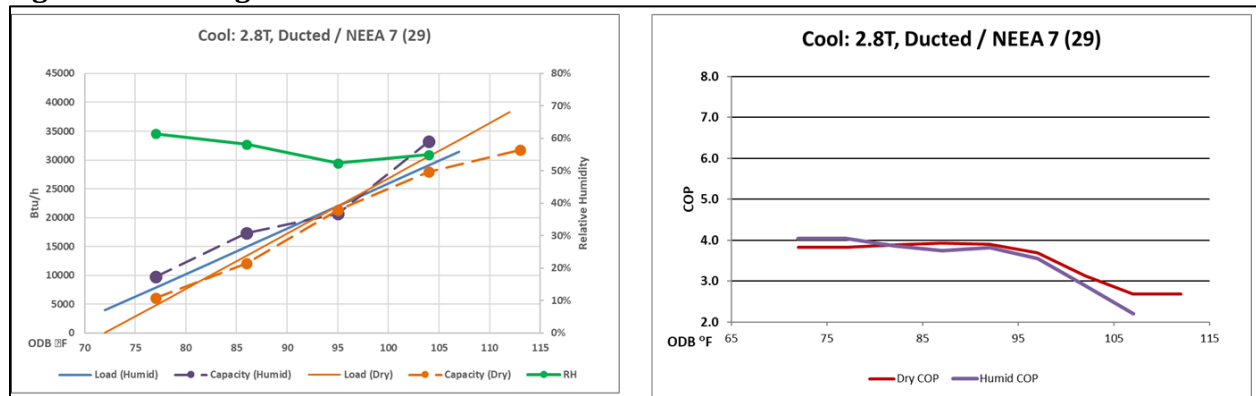 Cool: 2.8T, Ducted / NEEA 7 (29)
45000
40000
35000
30000
25000
20000
15000
10000
5000
0
Btu/h
80%
70%
60%
50%
40%
30%
20%
10%
0%
Relative Humidity
ODB ⍰F
70 75 80 85 90 95 100 105 110 115
Load (Humid) Capacity (Humid) Load (Dry) Capacity (Dry) RH
Cool: 2.8T, Ducted / NEEA 7 (29)
8.0
7.0
6.0
5.0
4.0
3.0
2.0
COP
65 75 85 95 105 115
ODB ºF
Dry COP Humid COP